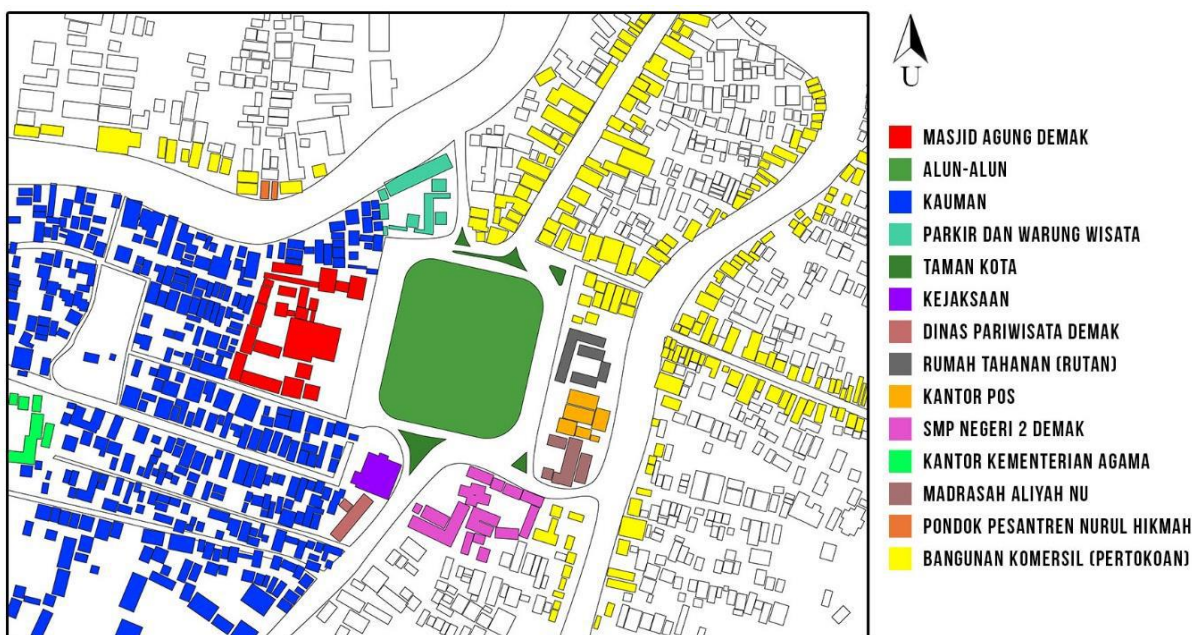 U
MASJID AGUNG DEMAK
ALUN-ALUN
KAUMAN
PARKIR DAN WARUNG WISATA
TAMAN KOTA
KEJAKSAAN
DINAS PARIWISATA DEMAK
RUMAH TAHANAN (RUTAN)
KANTOR POS
SMP NEGERI 2 DEMAK
KANTOR KEMENTERIAN AGAMA
MADRASAH ALIYAH NU
PONDOK PESANTREN NURUL HIKMAH
BANGUNAN KOMERSIL (PERTOKOAN)